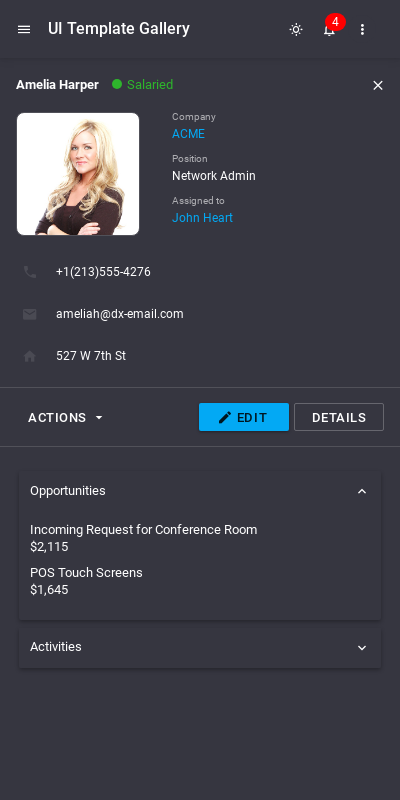 UI Template Gallery
4
Amelia Harper
Salaried
Company
ACME
Position
Network Admin
Assigned to
John Heart
+1(213)555-4276
ameliah@dx-email.com
527 W 7th St
ACTIONS
EDIT
DETAILS
Opportunities
Incoming Request for Conference Room
$2,115
POS Touch Screens
$1,645
Activities